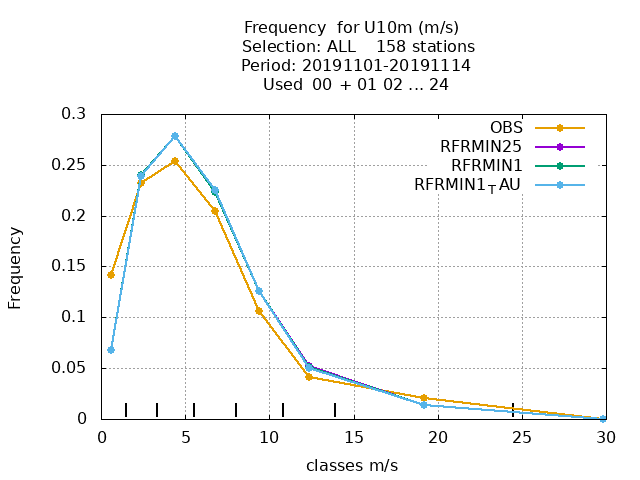 Frequency  for U10m (m/s)
Selection: ALL    158 stations
Period: 20191101-20191114
Used  00 + 01 02 ... 24
0.3
0.25
0.2
0.15
0.1
0.05
0
Frequency
OBS
RFRMIN25
RFRMIN1
RFRMIN1TAU
0 5 10 15 20 25 30
classes m/s